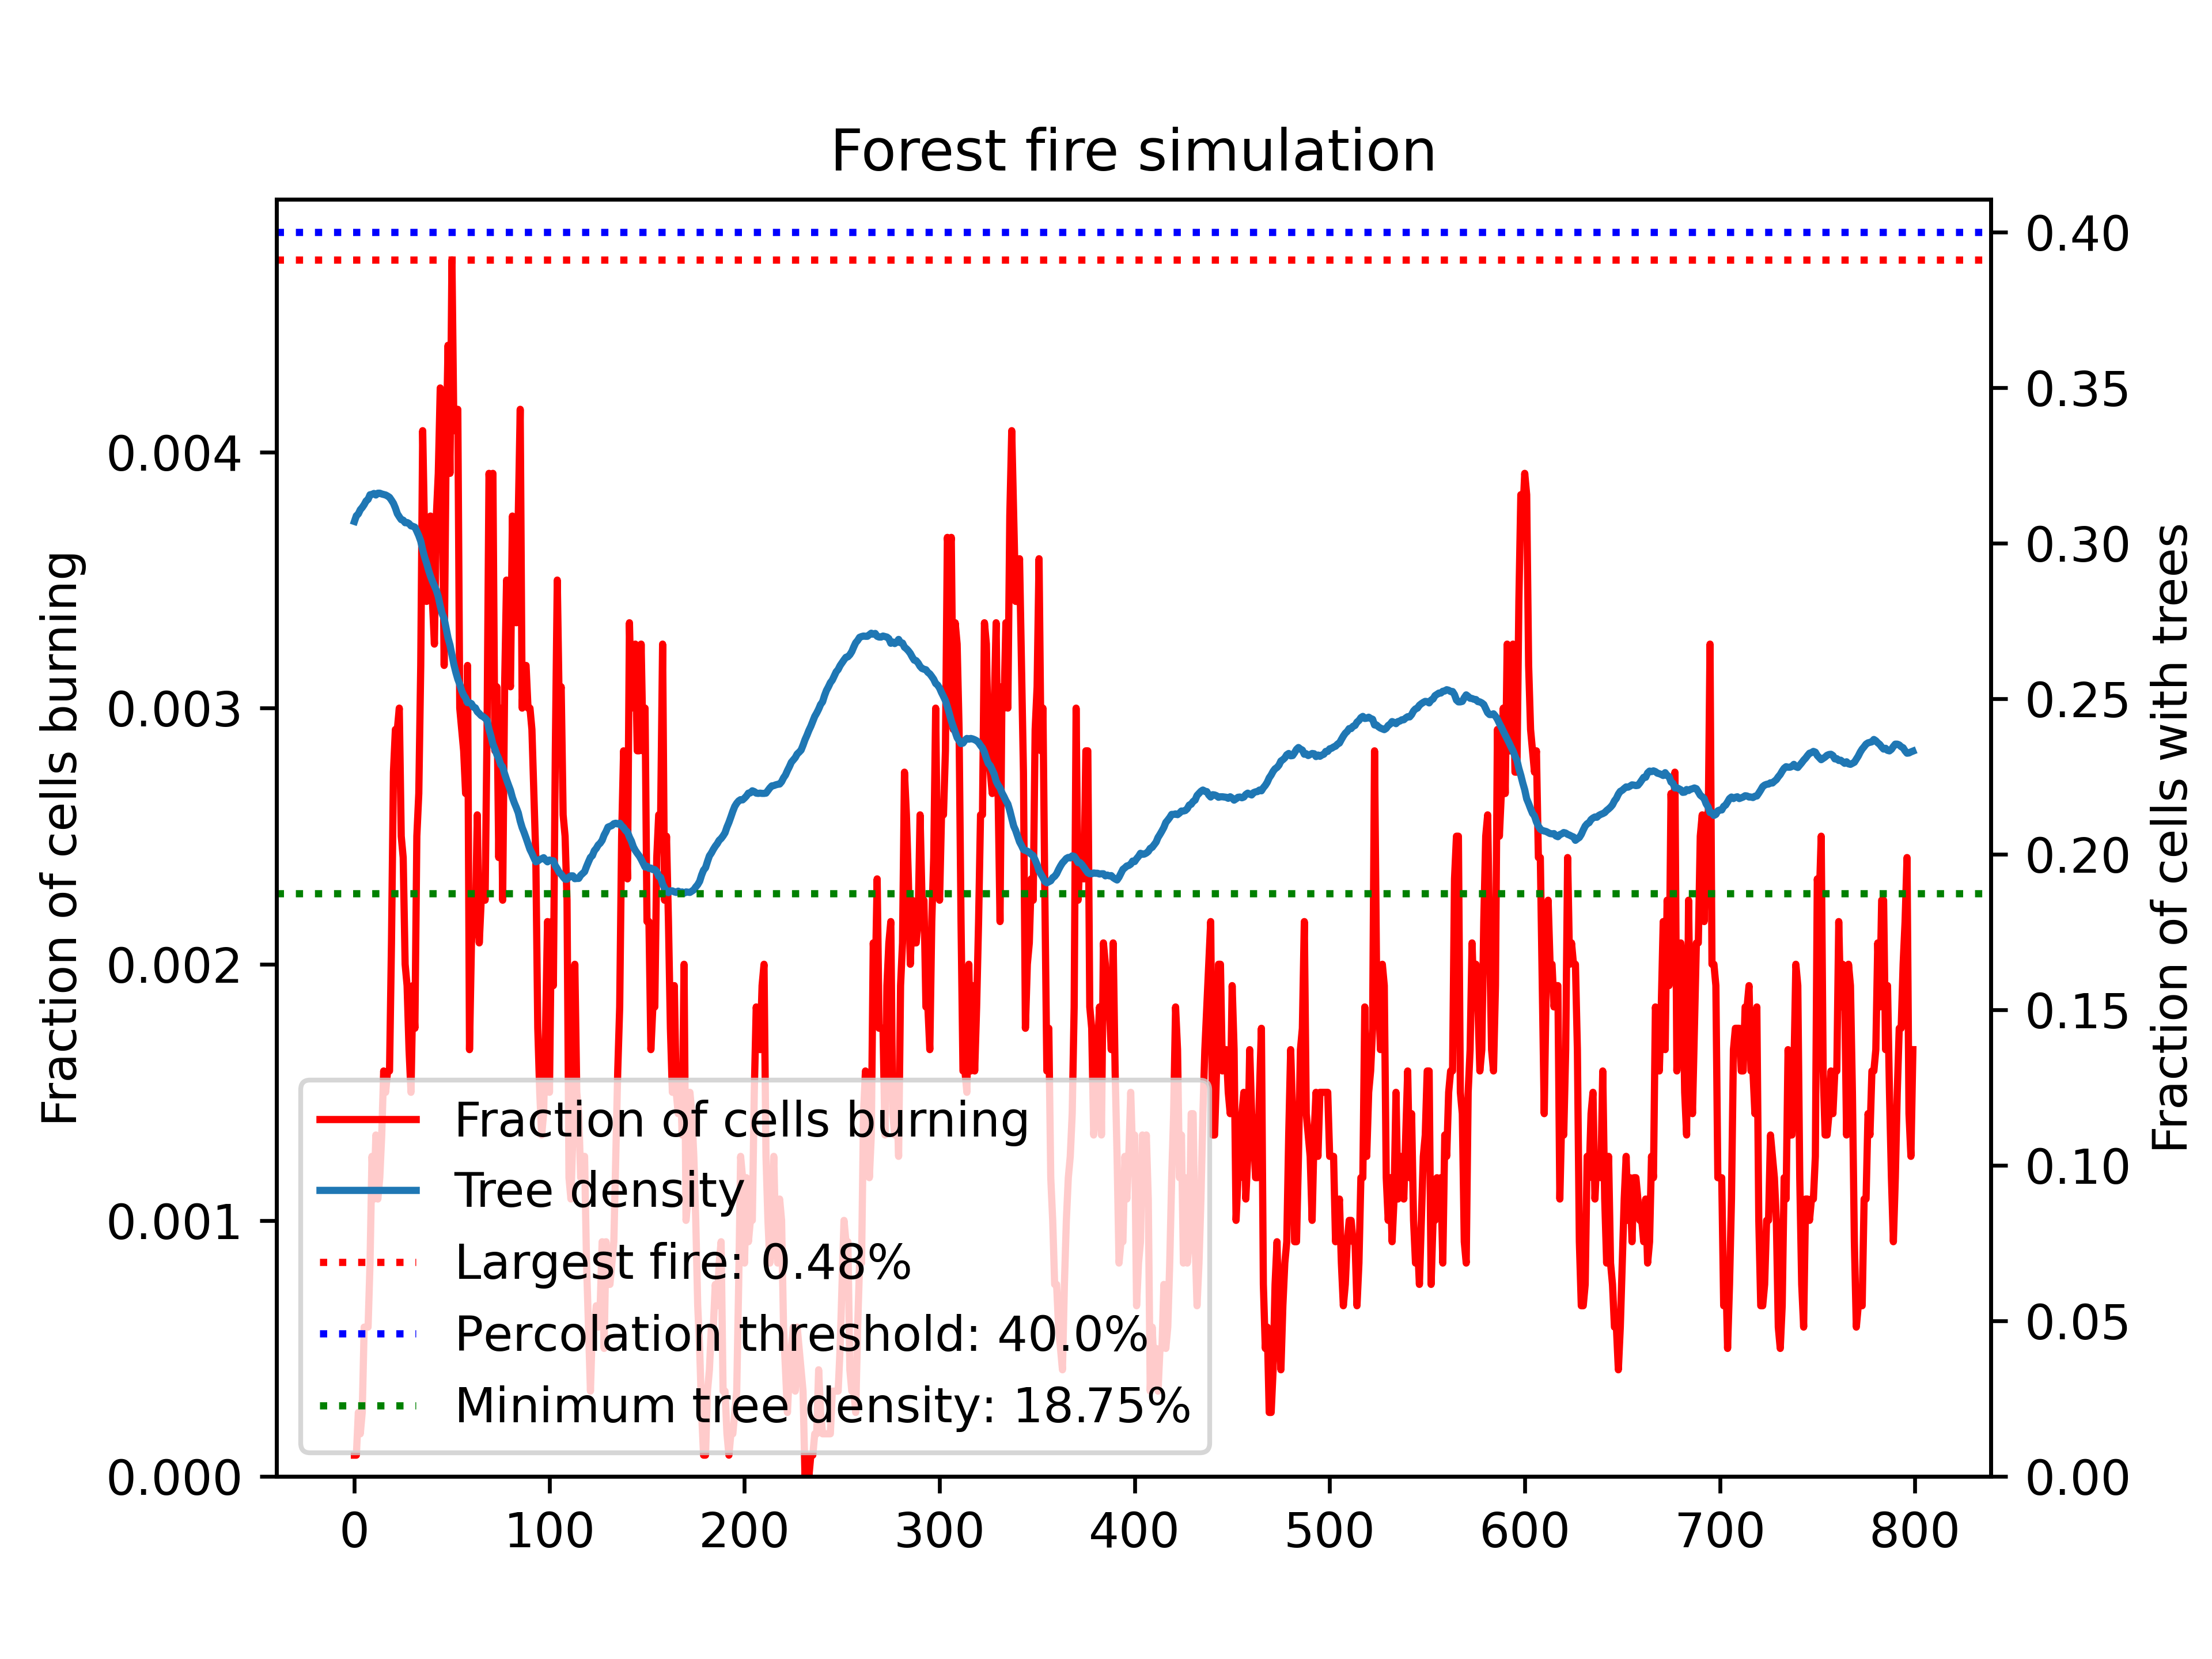 Forest fire simulation
Fraction of cells burning
0.004
0.003
0.002
0.001
0.000
0.40
0.35
0.30
0.25
0.20
0.15
0.10
0.05
0.00
Fraction of cells with trees
Fraction of cells burning
Tree density
Largest fire: 0.48%
Percolation threshold: 40.0%
Minimum tree density: 18.75%
0 100 200 300 400 500 600 700 800